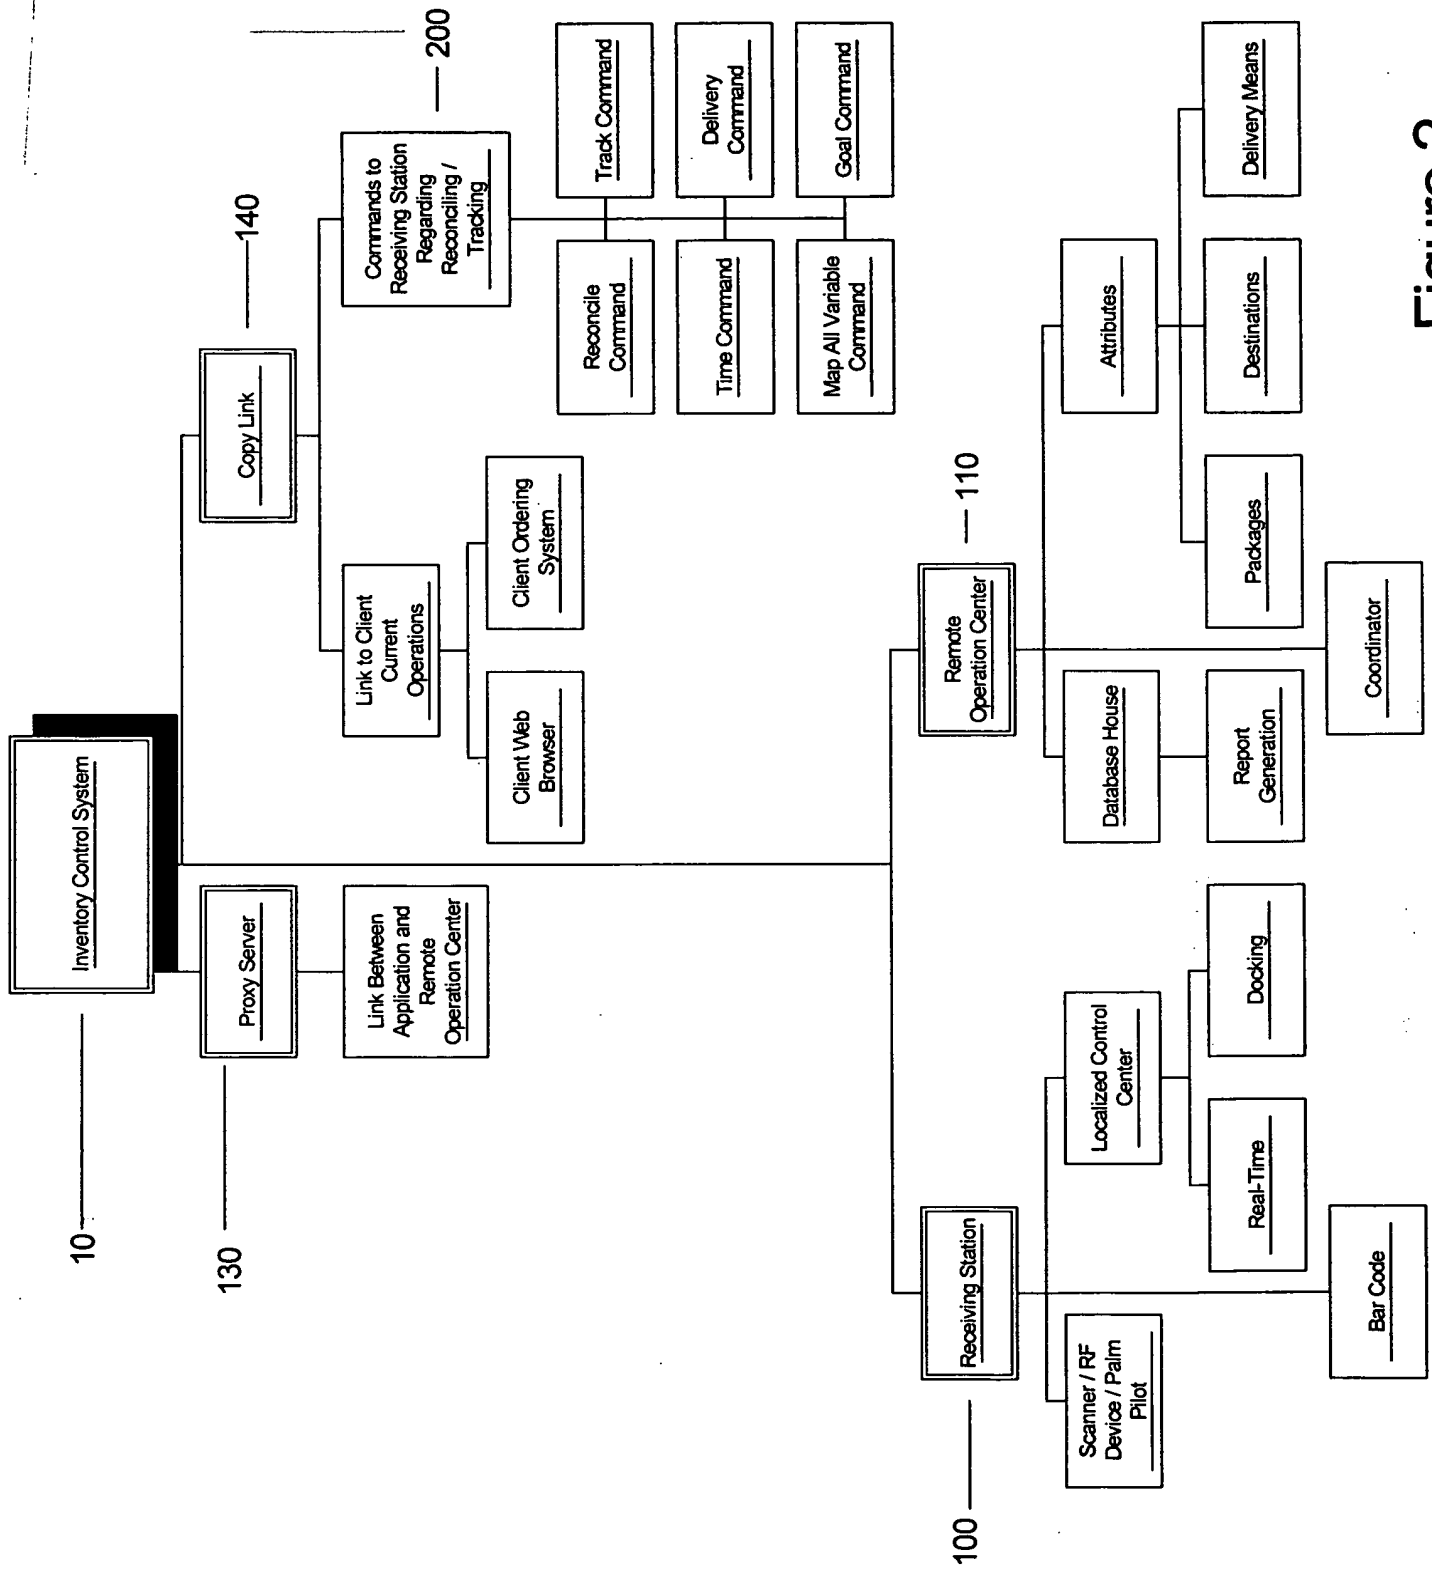 10
Inventory Control System
130
Proxy Server
Link Between
Application and
Remote
Operation Center
140
Copy Link
Link to Client
Current
Operations
Client Web
Browser
Client Ordering
System
200
Commands to
Receiving Station
Regarding
Reconciling /
Tracking
Reconcile
Command
Track Command
Time Command
Delivery
Command
Map All Variable
Command
Goal Command
100
Receiving Station
Scanner / RF
Device / Palm
Pilot
Localized Control
Center
Real-Time
Docking
Bar Code
110
Remote
Operation Center
Database House
Report
Generation
Attributes
Packages
Destinations
Delivery Means
Coordinator
Figure